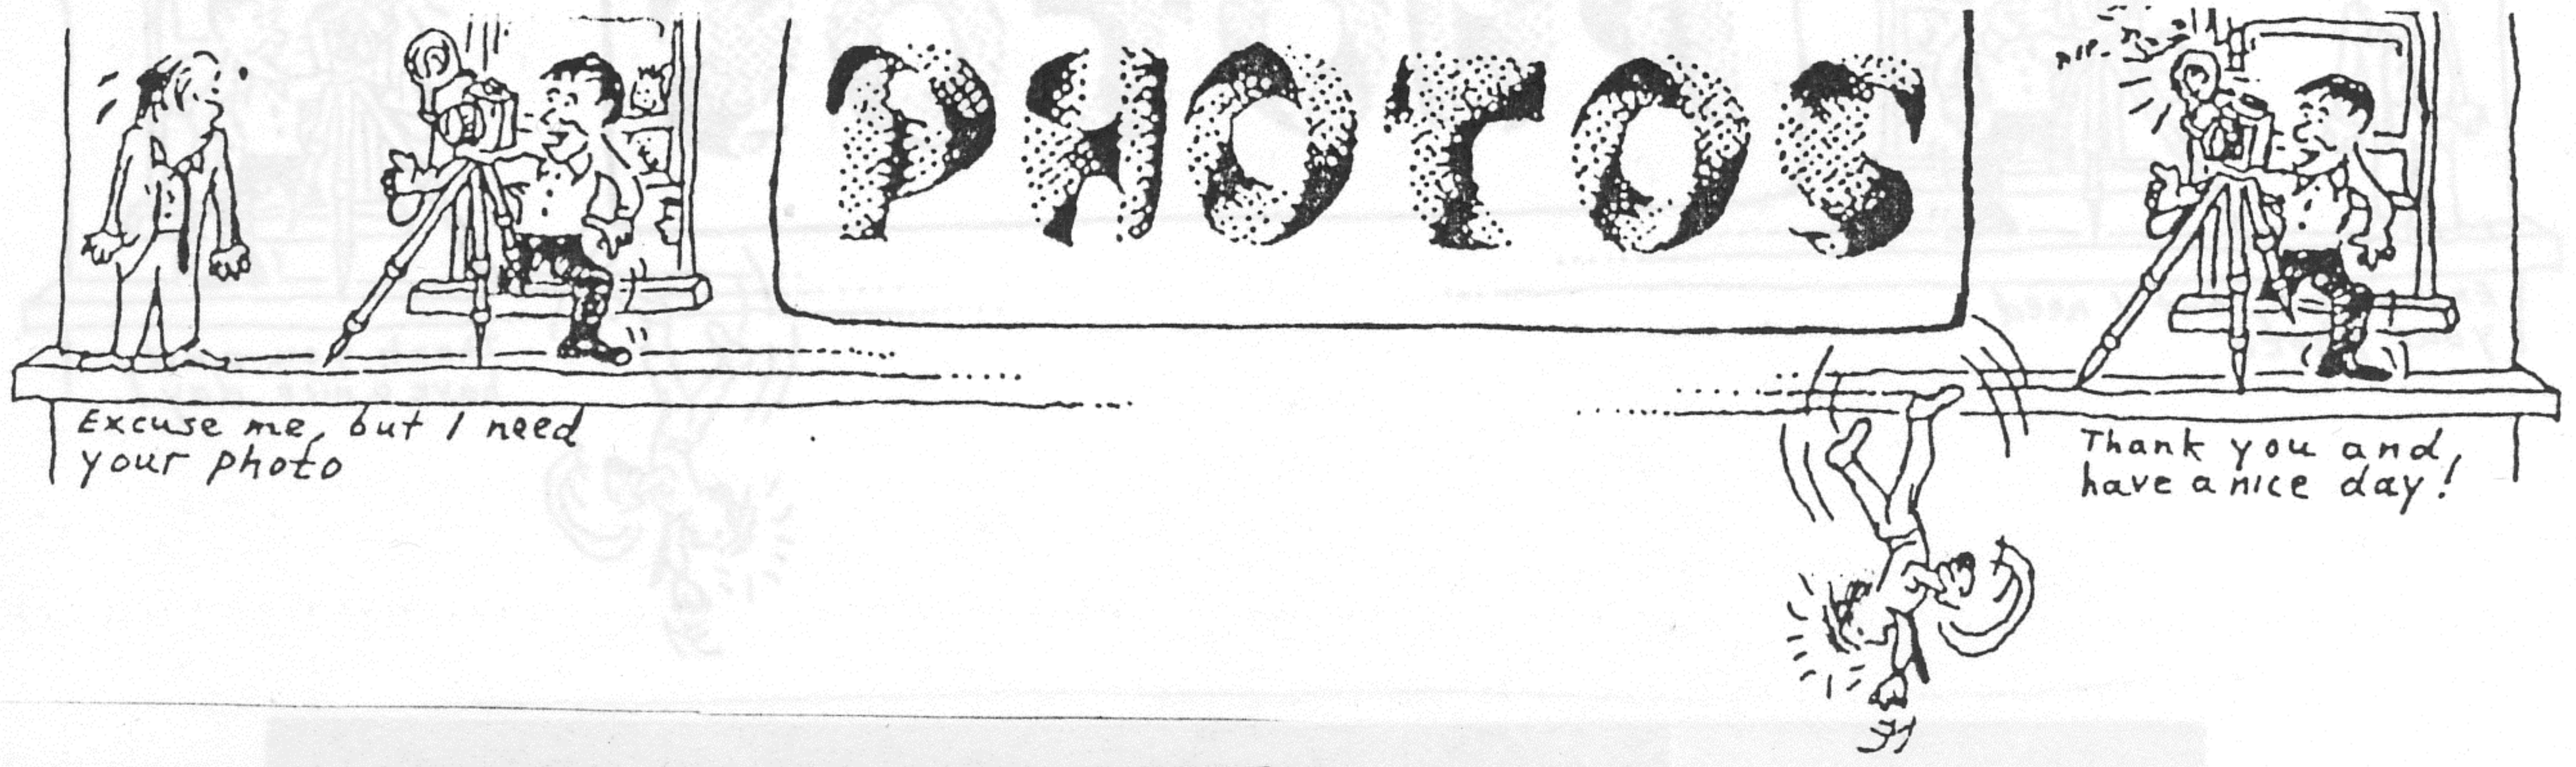 PHOTOS
Excuse me, but I need
your photo
Thank you and,
have a nice day!